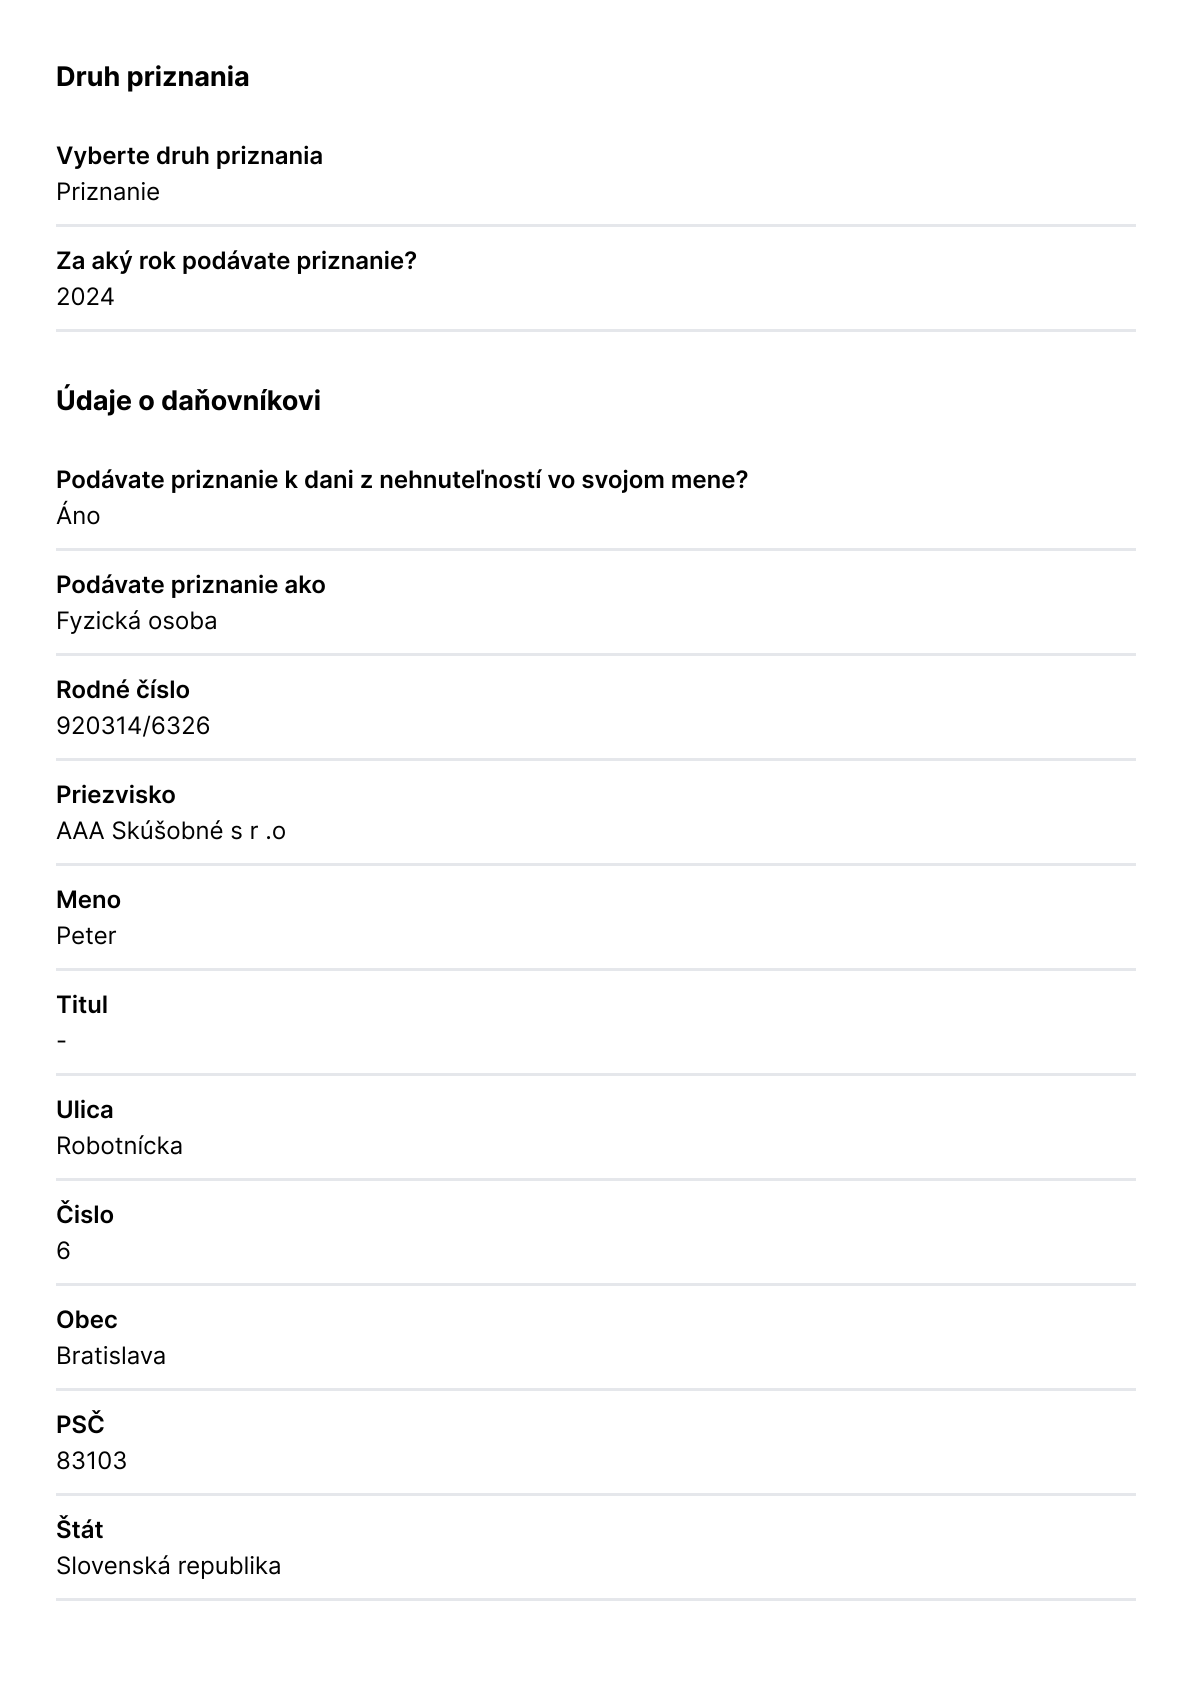 Druh priznania
Vyberte druh priznania
Priznanie
Za aký rok podávate priznanie?
2024
Údaje o daňovníkovi
Podávate priznanie k dani z nehnuteľností vo svojom mene?
Áno
Podávate priznanie ako
Fyzická osoba
Rodné číslo
920314/6326
Priezvisko
AAA Skúšobné s r .o
Meno
Peter
Titul
-
Ulica
Robotnícka
Čislo
6
Obec
Bratislava
PSČ
83103
Štát
Slovenská republika